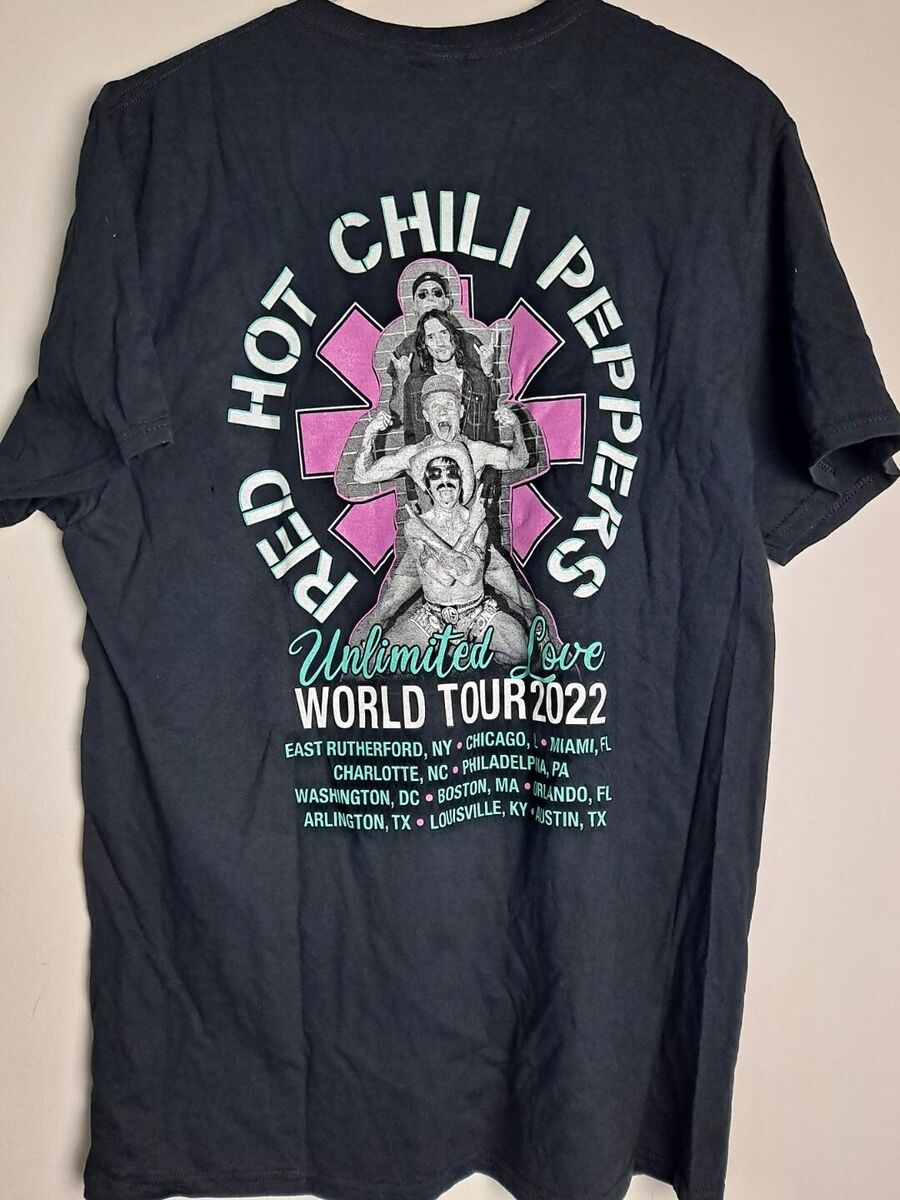 RED HOT CHILI PEPPERS
Unlimited Love
WORLD TOUR 2022
EAST RUTHERFORD, NY • CHICAGO, L • MIAMI, FL
CHARLOTTE, NC • PHILADELPHIA, PA
WASHINGTON, DC • BOSTON, MA • ORLANDO, FL
ARLINGTON, TX • LOUISVILLE, KY • AUSTIN, TX